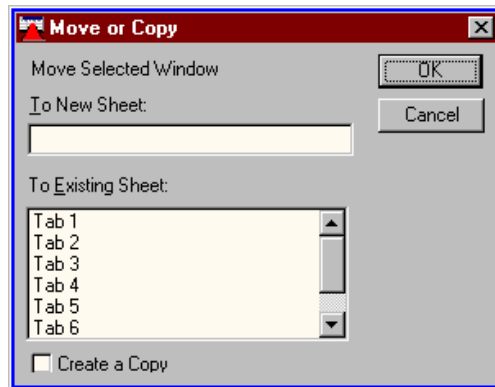 Move or Copy
Move Selected Window
OK
To New Sheet:
Cancel
To Existing Sheet:
Tab 1
Tab 2
Tab 3
Tab 4
Tab 5
Tab 6
Create a Copy